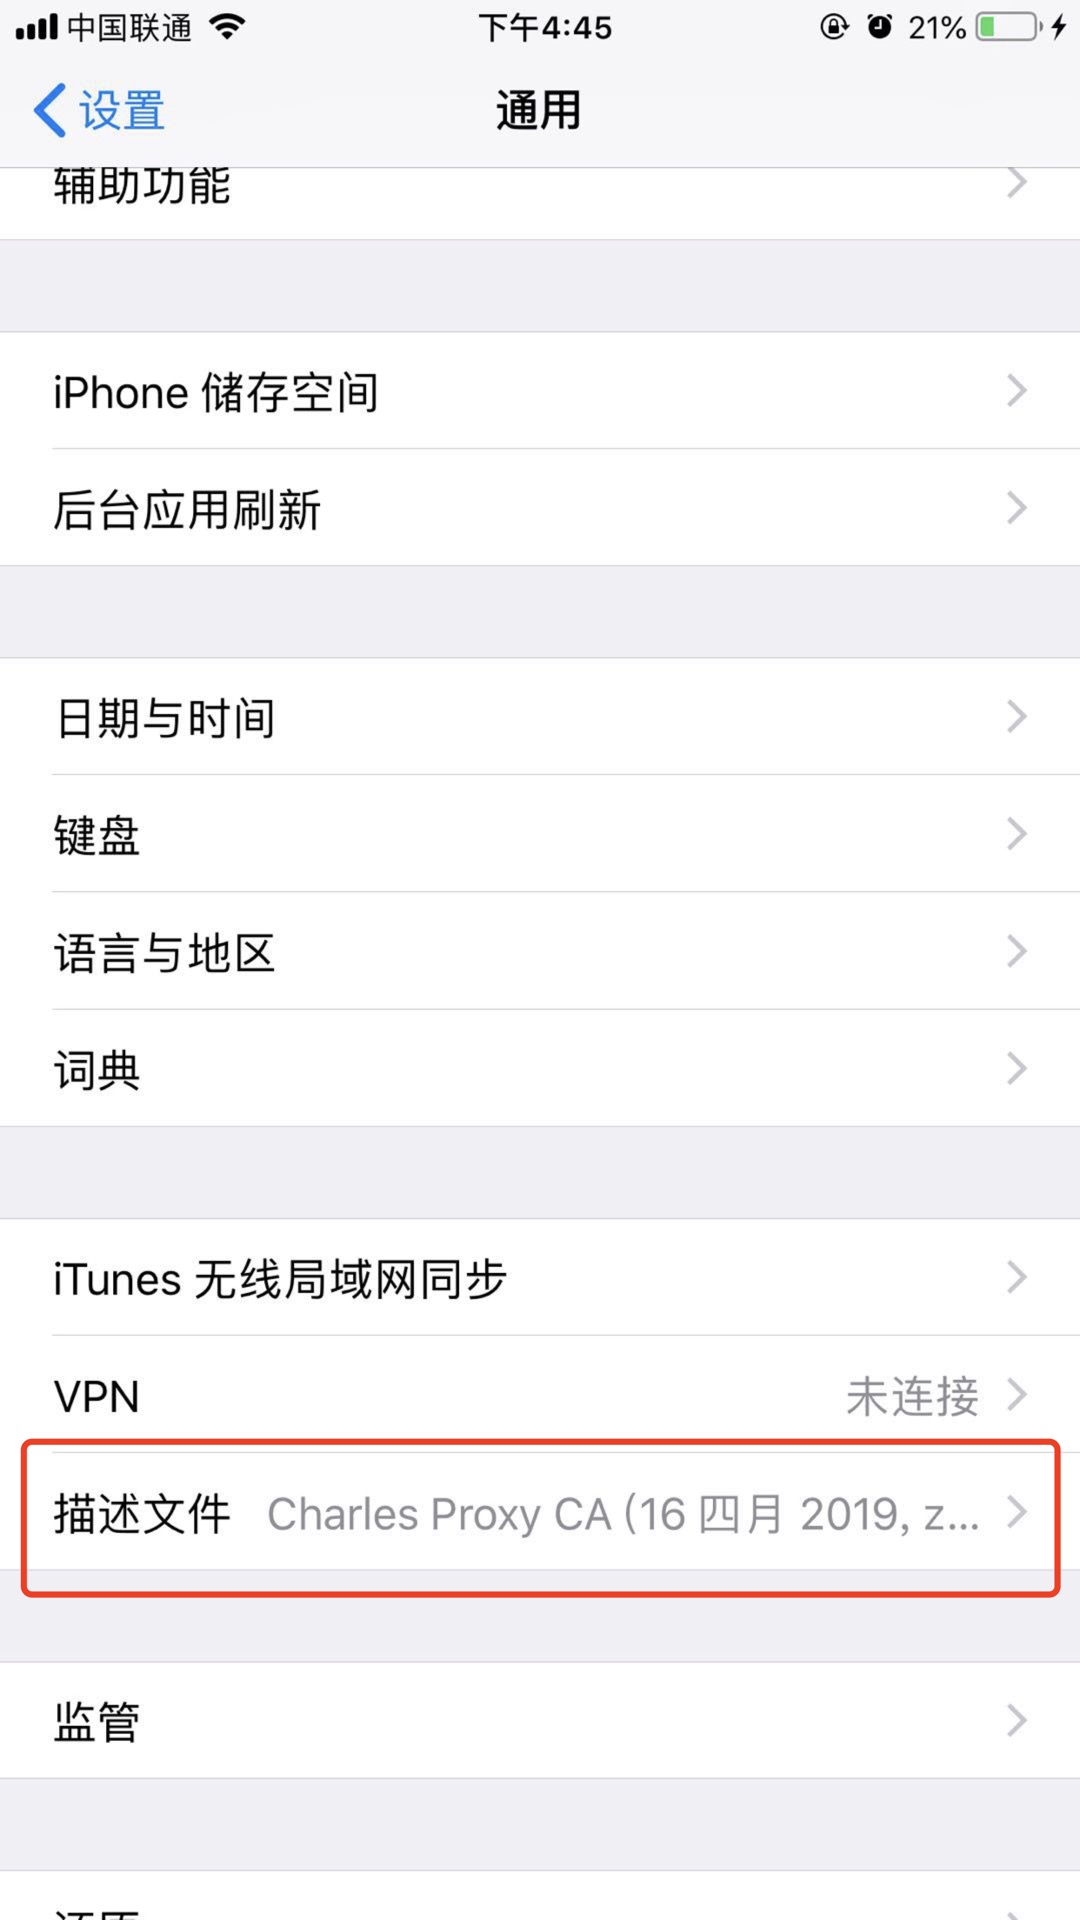 中国联通 下午4:45 21%
设置 通用
辅助功能
iPhone 储存空间
后台应用刷新
日期与时间
键盘
语言与地区
词典
iTunes 无线局域网同步
VPN 未连接
描述文件 Charles Proxy CA (16 四月 2019, z...
监管
还原